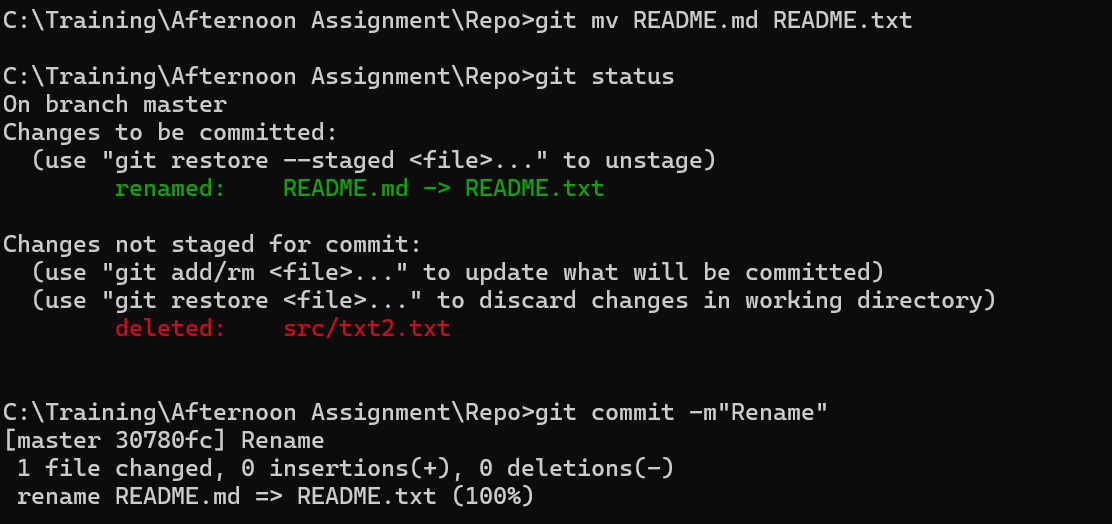 C:\Training\Afternoon Assignment\Repo>git mv README.md README.txt
C:\Training\Afternoon Assignment\Repo>git status
On branch master
Changes to be committed:
  (use "git restore --staged <file>..." to unstage)
        renamed:    README.md -> README.txt
Changes not staged for commit:
  (use "git add/rm <file>..." to update what will be committed)
  (use "git restore <file>..." to discard changes in working directory)
        deleted:    src/txt2.txt
C:\Training\Afternoon Assignment\Repo>git commit -m"Rename"
[master 30780fc] Rename
 1 file changed, 0 insertions(+), 0 deletions(-)
 rename README.md => README.txt (100%)